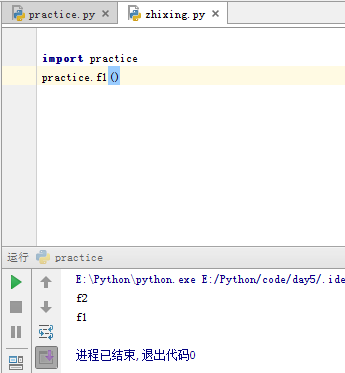 practice.py
zhixing.py
import practice
practice.f1()
运行 practice
E:\Python\python.exe E:/Python/code/day5/.ide
f2
f1
进程已结束,退出代码0